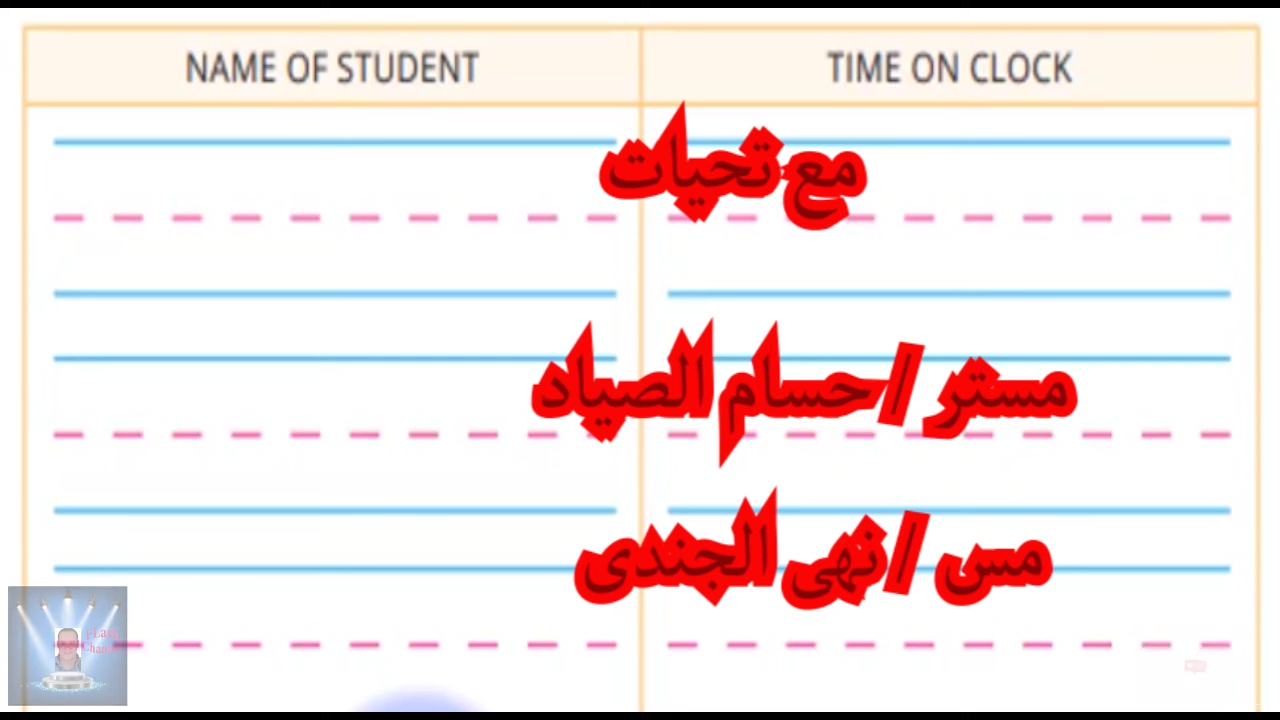 NAME OF STUDENT TIME ON CLOCK
مع تحيات
مستر / حسام الصياد
مس / نهى الجندى